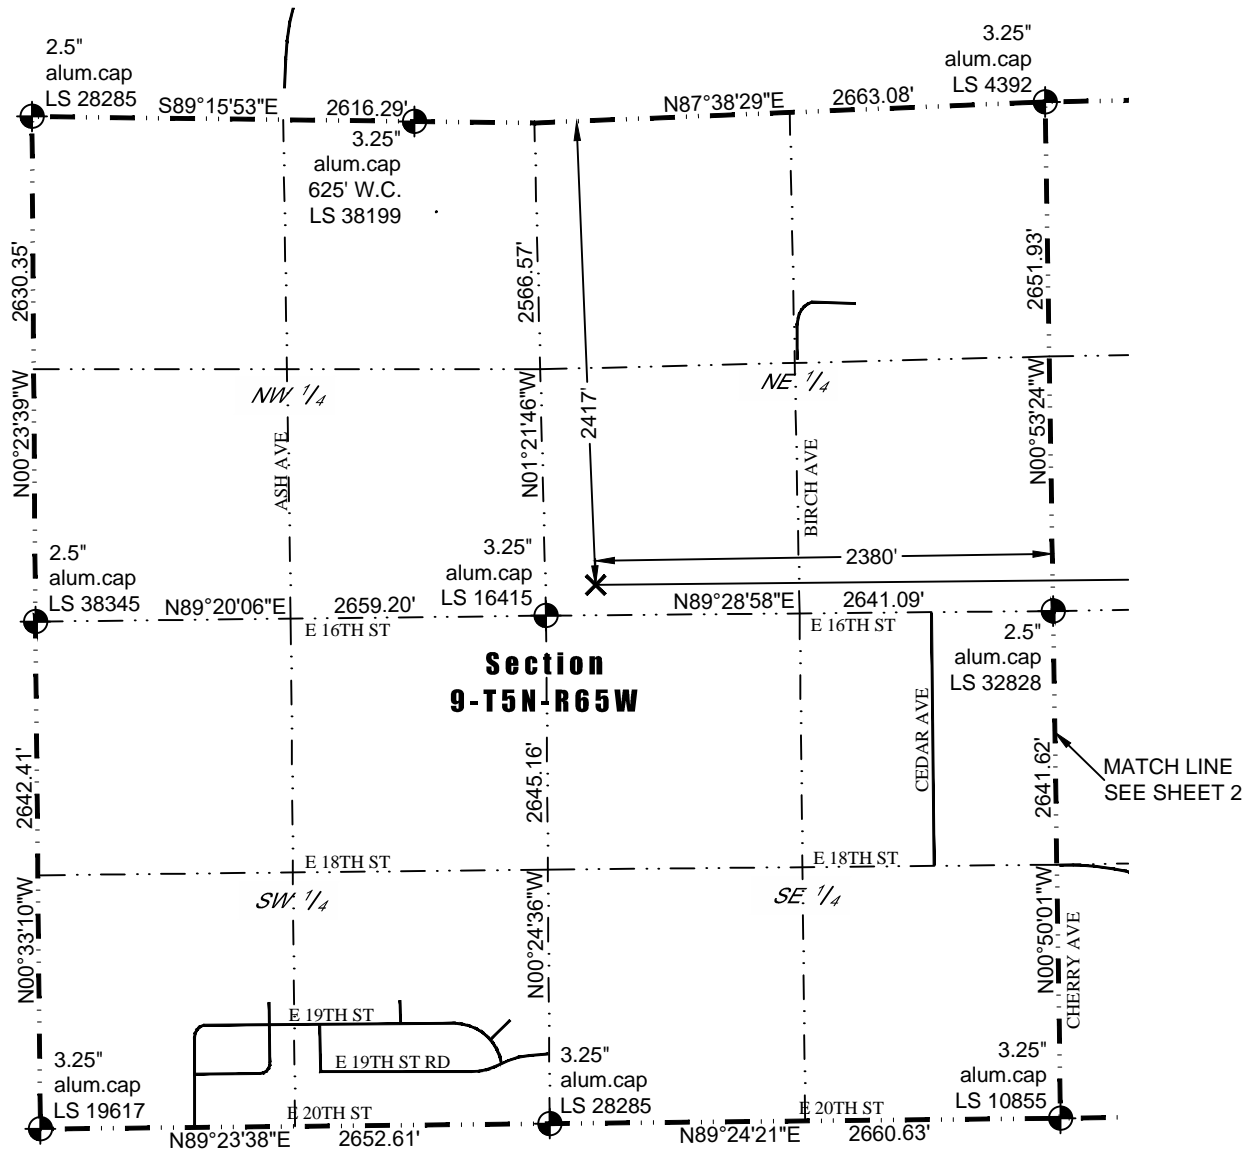 2.5"
alum.cap
LS 28285
S89°15'53"E
2616.29'
3.25"
alum.cap
625' W.C.
LS 38199
N87°38'29"E
2663.08'
3.25"
alum.cap
LS 4392
2630.35'
N00°23'39"W
2566.57'
N01°21'46"W
2417'
2651.93'
N00°53'24"W
NW 1/4
NE 1/4
ASH AVE
BIRCH AVE
2380'
2.5"
alum.cap
LS 38345
N89°20'06"E
2659.20'
E 16TH ST
3.25"
alum.cap
LS 16415
N89°28'58"E
2641.09'
E 16TH ST
2.5"
alum.cap
LS 32828
Section
9-T5N-R65W
CEDAR AVE
MATCH LINE
SEE SHEET 2
2642.41'
N00°33'10"W
2645.16'
N00°24'36"W
2641.62'
N00°50'01"W
CHERRY AVE
E 18TH ST
E 18TH ST
SW 1/4
SE 1/4
E 19TH ST
E 19TH ST RD
3.25"
alum.cap
LS 19617
E 20TH ST
N89°23'38"E
2652.61'
3.25"
alum.cap
LS 28285
E 20TH ST
N89°24'21"E
2660.63'
3.25"
alum.cap
LS 10855